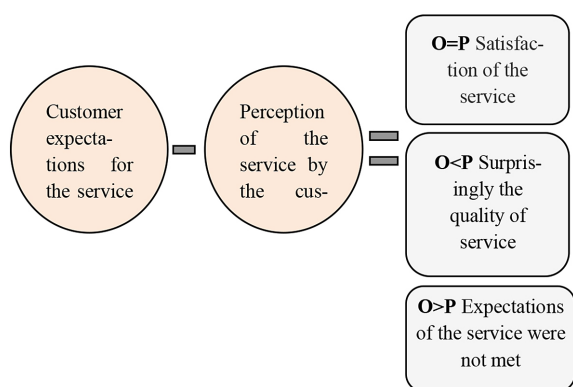 Customer
expecta-
tions for
the service
Perception
of the
service by
the cus-
O=P Satisfac-
tion of the
service
O<P Surpris-
ingly the
quality of
service
O>P Expectations
of the service were
not met